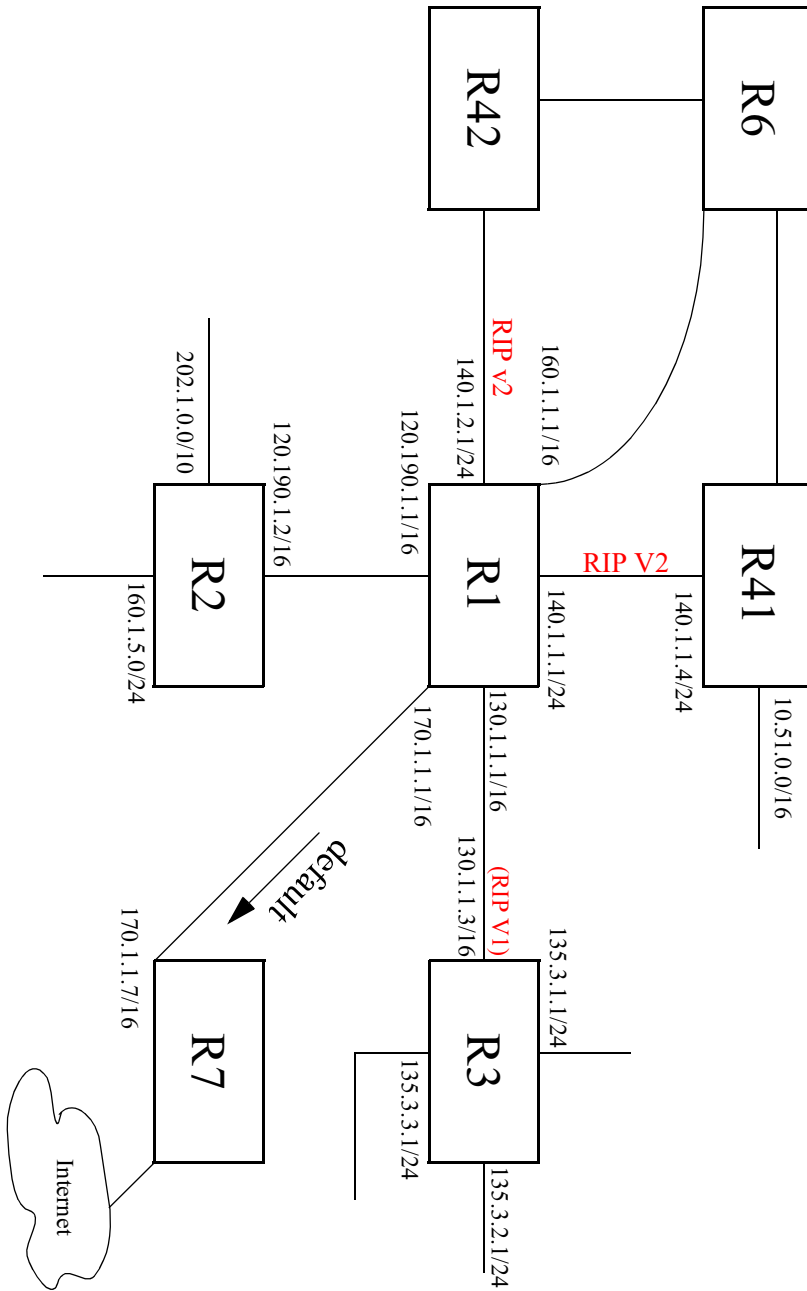 R6
R42
R41
R1
R2
R3
R7
RIP v2
RIP V2
(RIP V1)
160.1.1.1/16
140.1.2.1/24
120.190.1.1/16
120.190.1.2/16
202.1.0.0/10
160.1.5.0/24
140.1.1.4/24
140.1.1.1/24
10.51.0.0/16
130.1.1.1/16
170.1.1.1/16
130.1.1.3/16
135.3.1.1/24
135.3.3.1/24
135.3.2.1/24
default
170.1.1.7/16
Internet